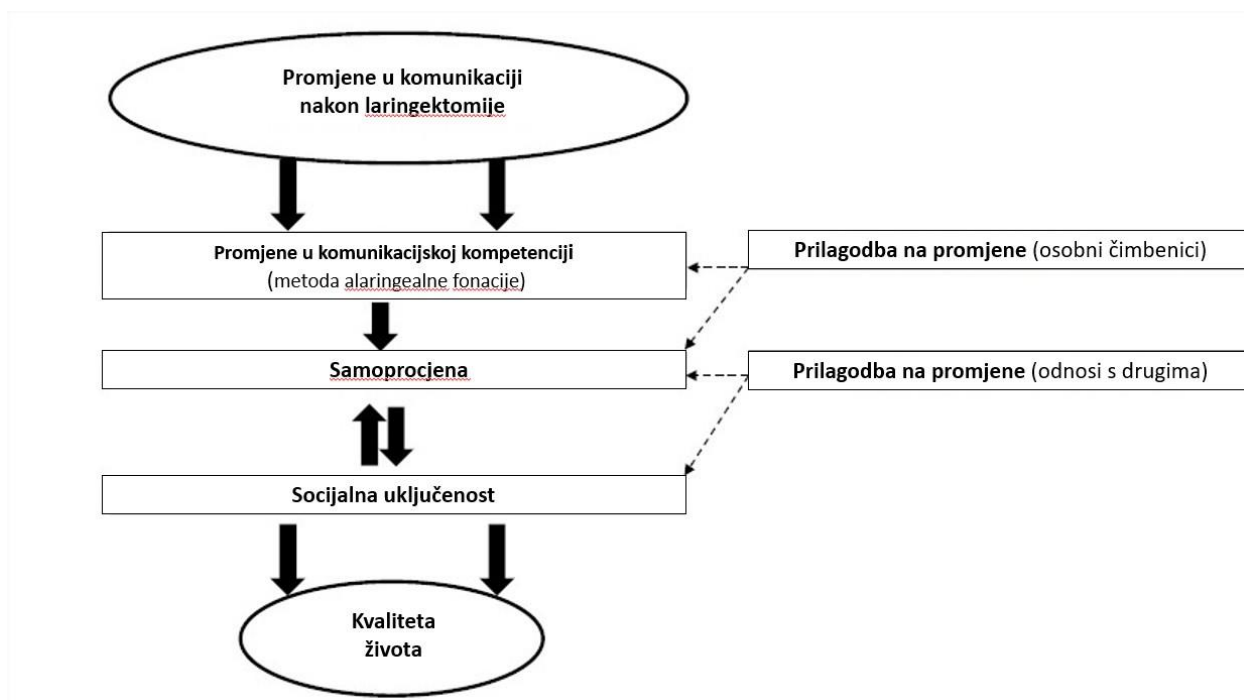 Promjene u komunikaciji
nakon laringektomije
Promjene u komunikacijskoj kompetenciji
(metoda alaringealne fonacije)
Prilagodba na promjene (osobni čimbenici)
Samoprocjena
Prilagodba na promjene (odnosi s drugima)
Socijalna uključenost
Kvaliteta
života